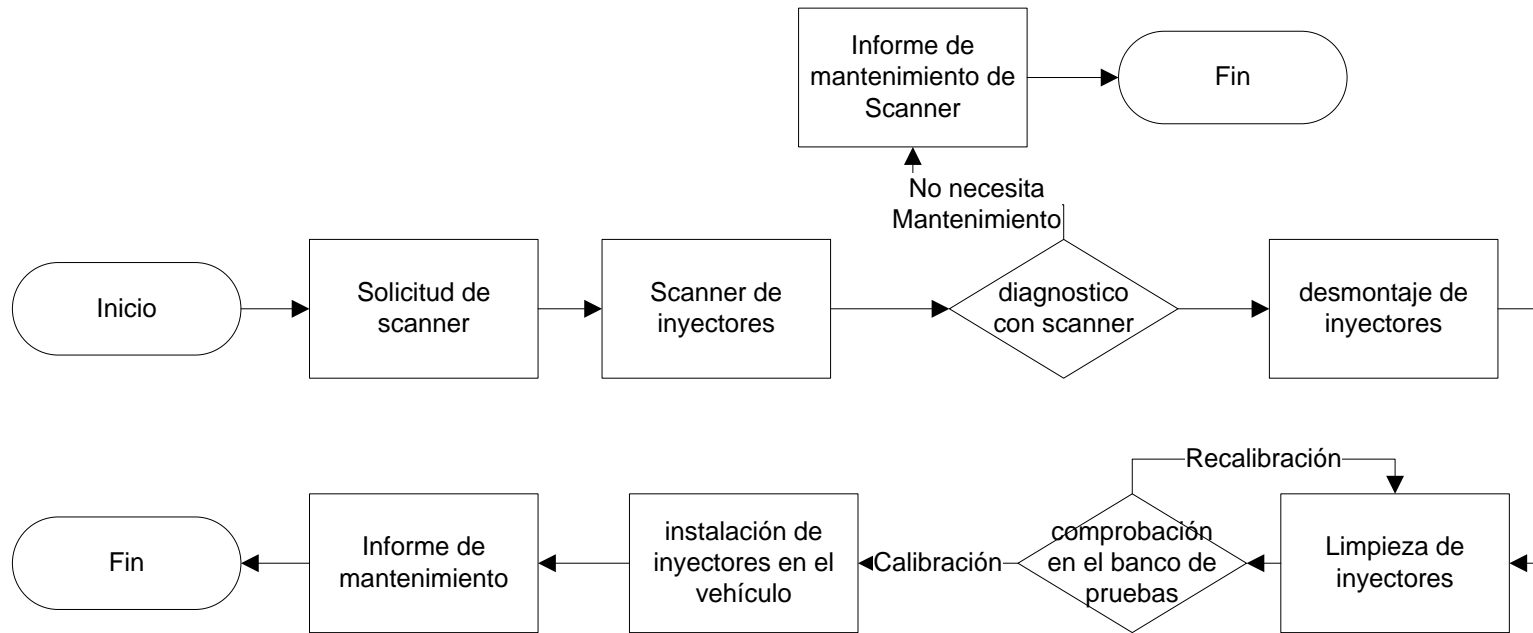 Informe de
mantenimiento de
Scanner
Fin
No necesita
Mantenimiento
Inicio
Solicitud de
scanner
Scanner de
inyectores
diagnostico
con scanner
desmontaje de
inyectores
Recalibración
Fin
Informe de
mantenimiento
instalación de
inyectores en el
vehículo
Calibración
comprobación
en el banco de
pruebas
Limpieza de
inyectores